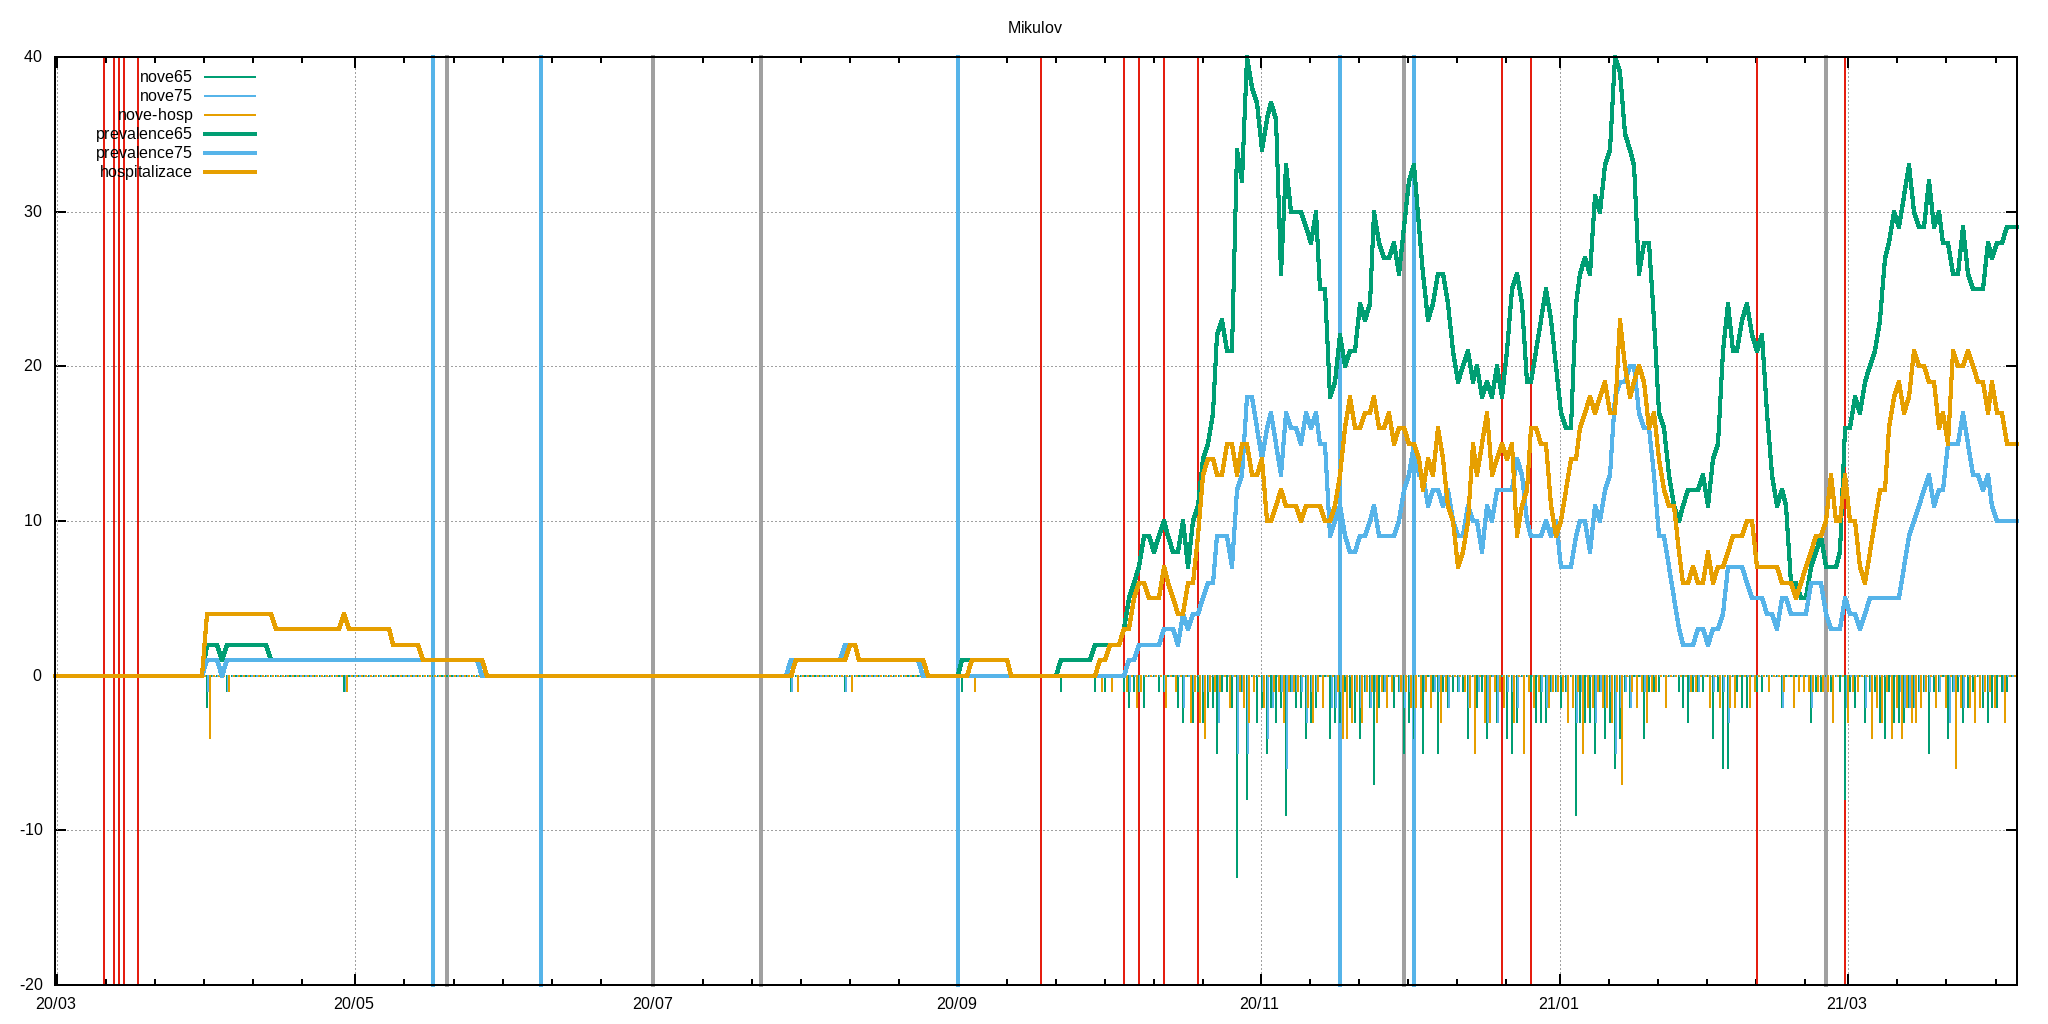 Mikulov
40
nove65
nove75
nove-hosp
prevalence65
prevalence75
hospitalizace
30
20
10
0
-10
-20
20/03 20/05 20/07 20/09 20/11 21/01 21/03